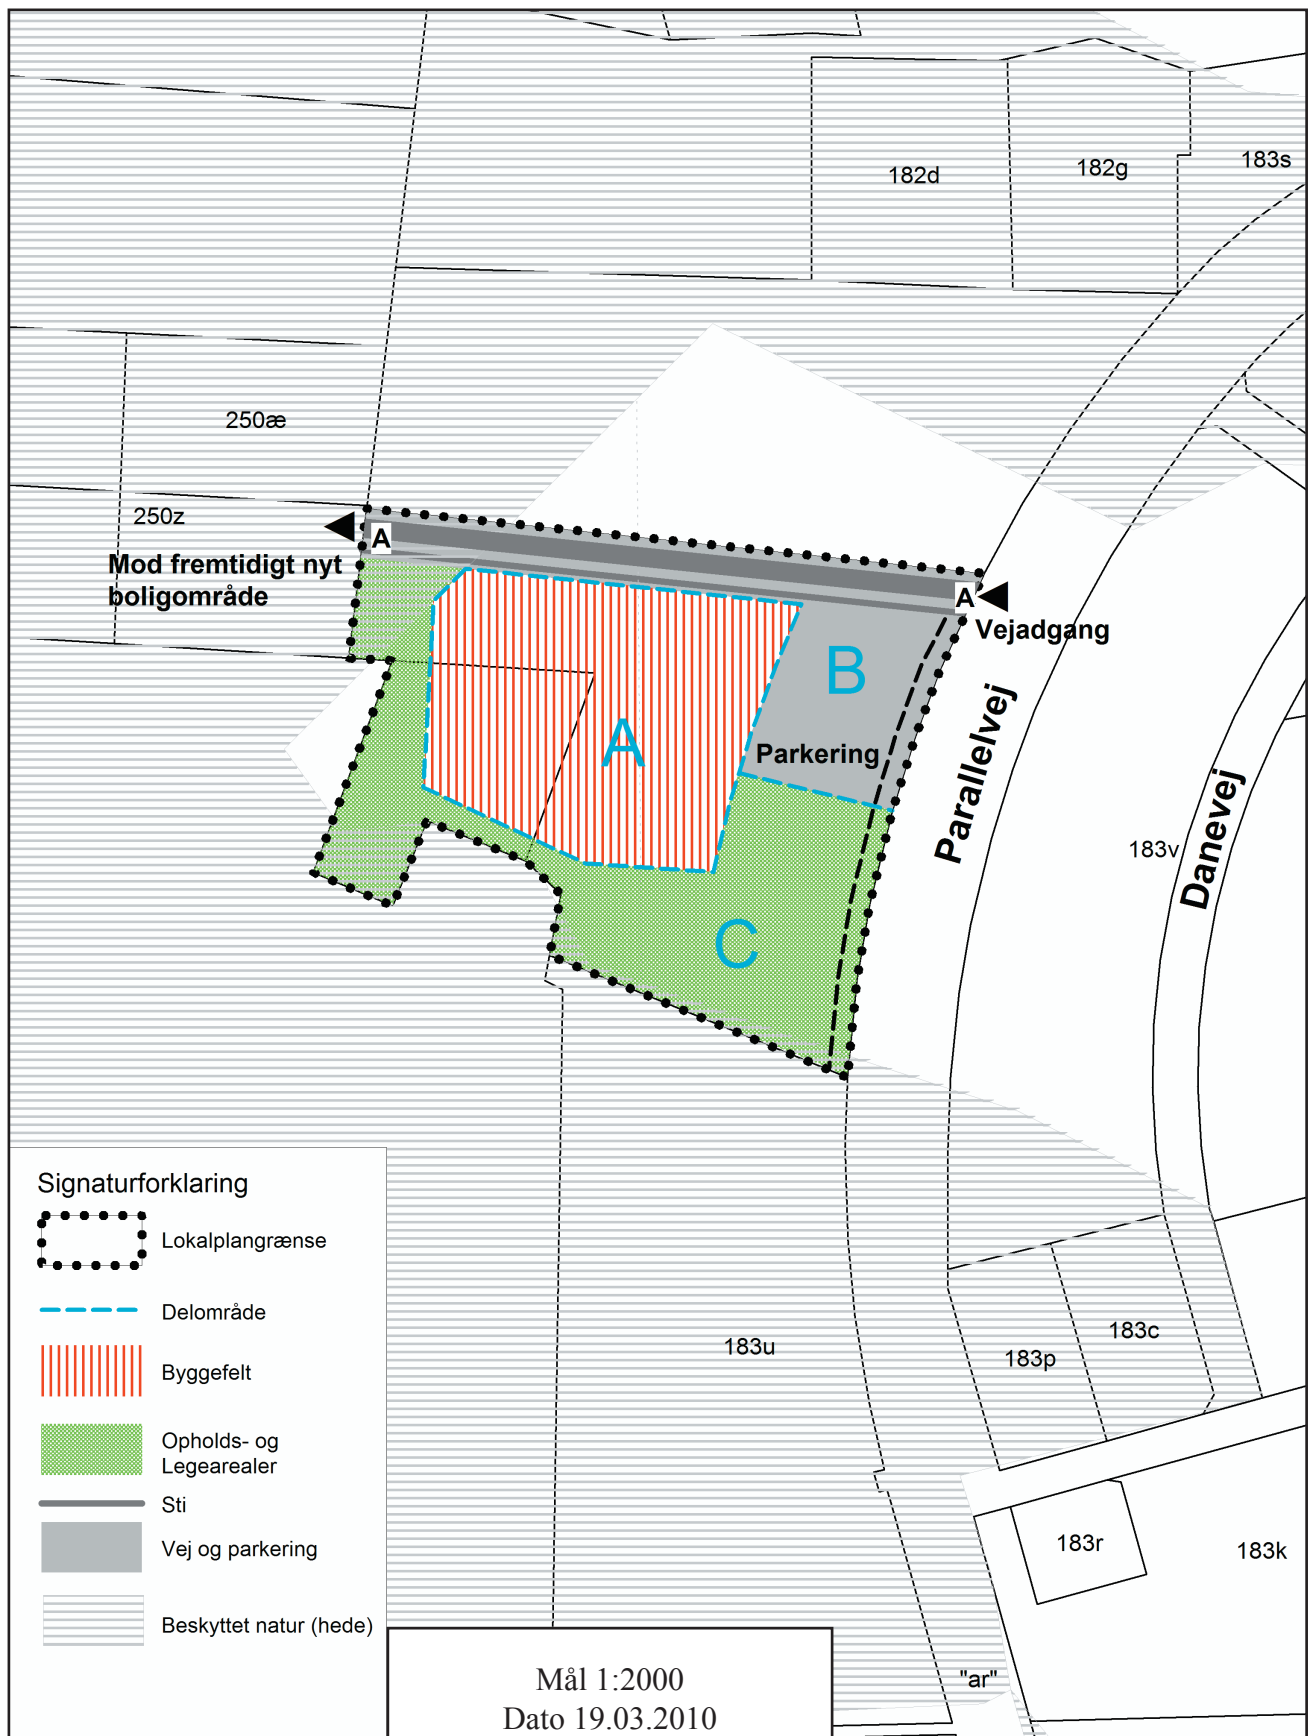 182d
182g
183s
250æ
250z
A
Mod fremtidigt nyt
boligområde
A
Vejadgang
B
Parkering
A
Parallelvej
Danevej
183v
C
Signaturforklaring
Lokalplangrænse
Delområde
Byggefelt
Opholds- og
Legearealer
Sti
Vej og parkering
Beskyttet natur (hede)
183u
183c
183p
183r
183k
"ar"
Mål 1:2000
Dato 19.03.2010